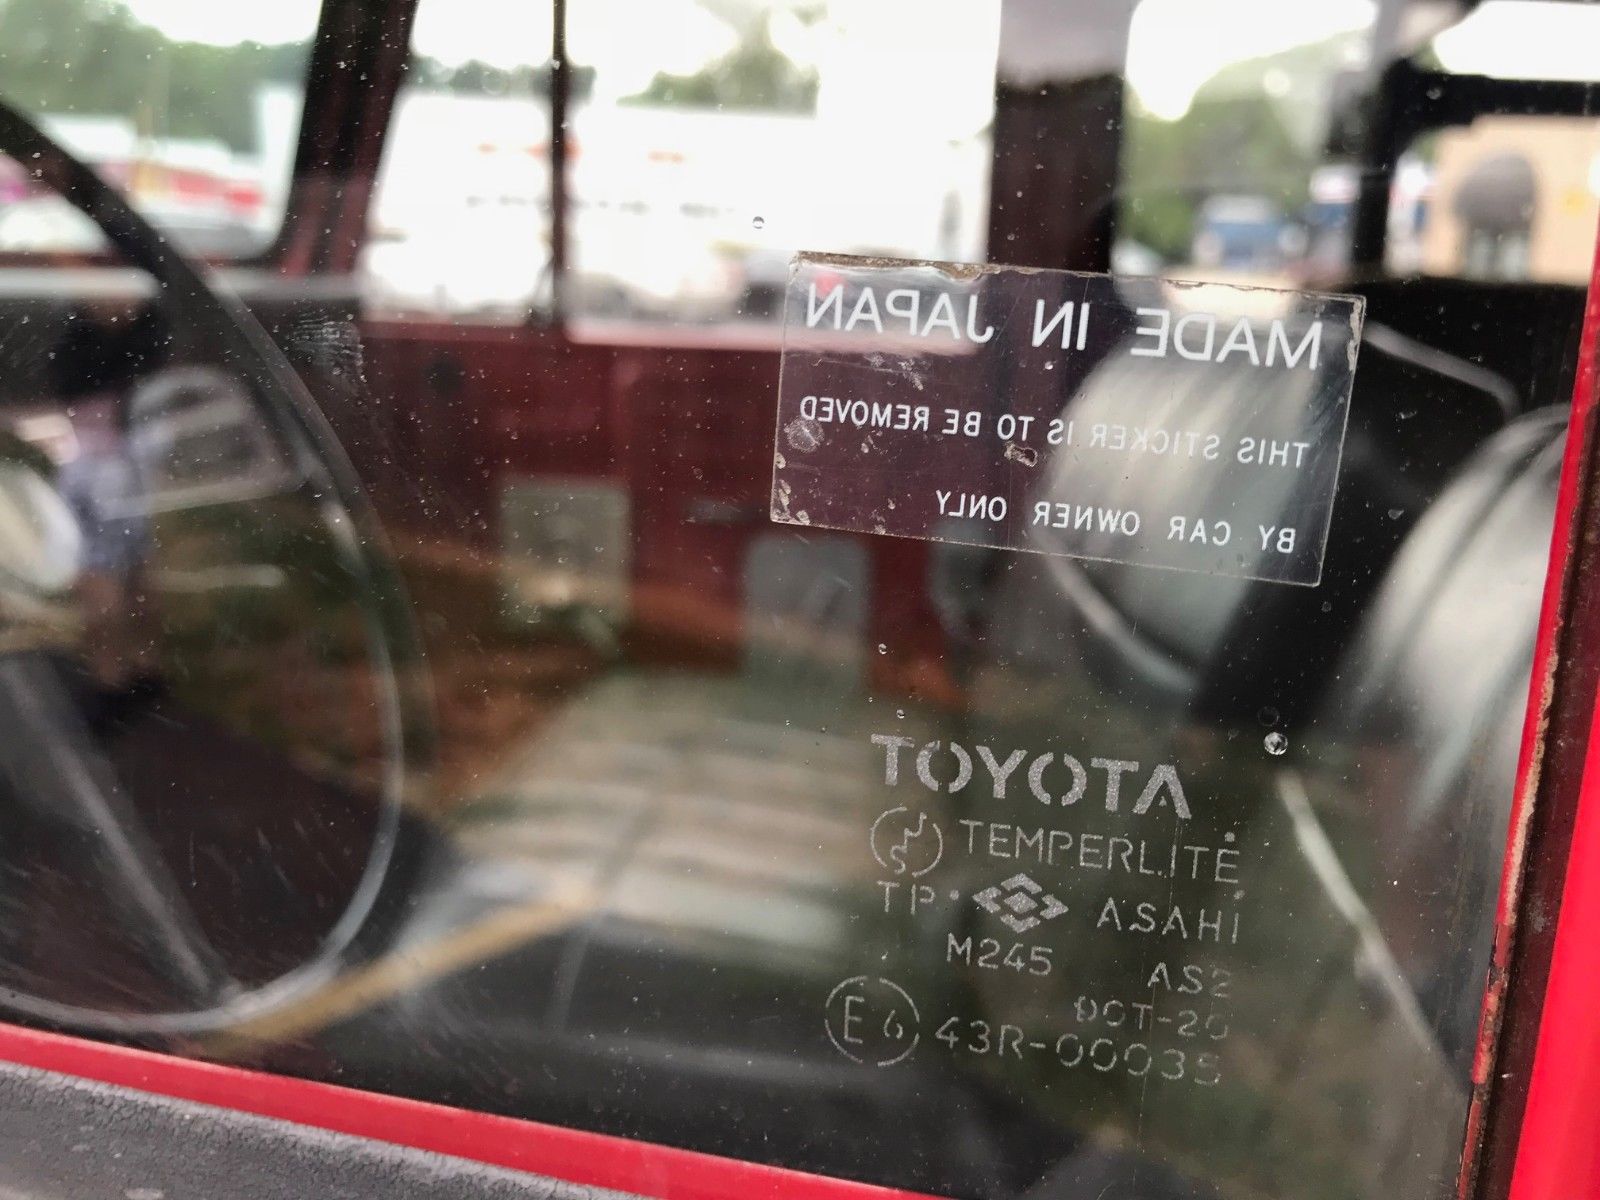 MADE IN JAPAN
THIS STICKER IS TO BE REMOVED
BY CAR OWNER ONLY
TOYOTA
TEMPERLITE
TP ASAHI
M245 AS2
DOT-20
E6 43R-00035